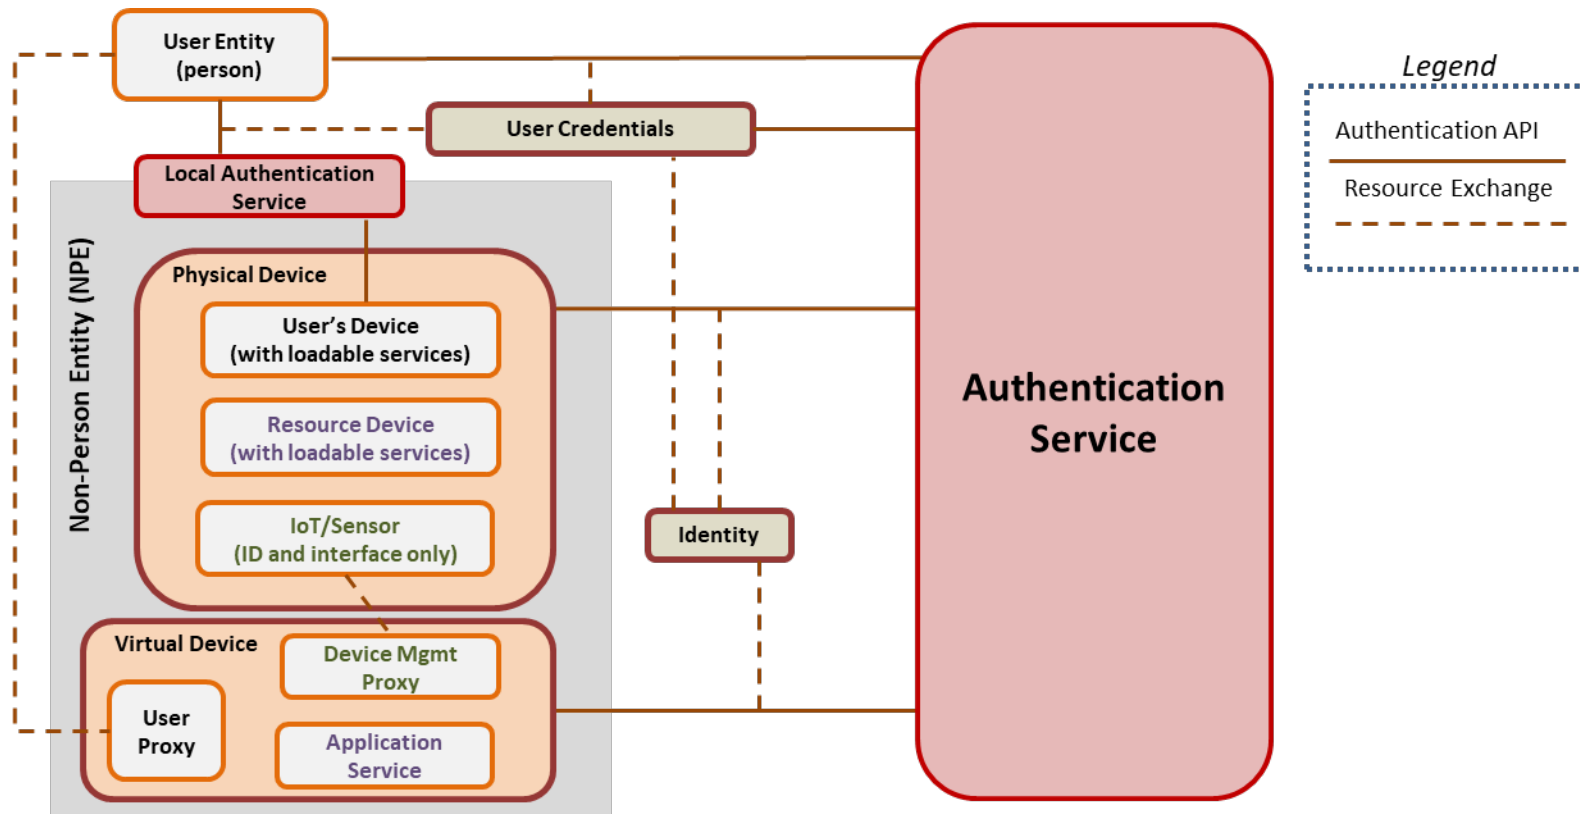 User Entity
(person)
User Credentials
Local Authentication
Service
Non-Person Entity (NPE)
Physical Device
User’s Device
(with loadable services)
Resource Device
(with loadable services)
IoT/Sensor
(ID and interface only)
Virtual Device
Device Mgmt
Proxy
User
Proxy
Application
Service
Identity
Authentication
Service
Legend
Authentication API
Resource Exchange